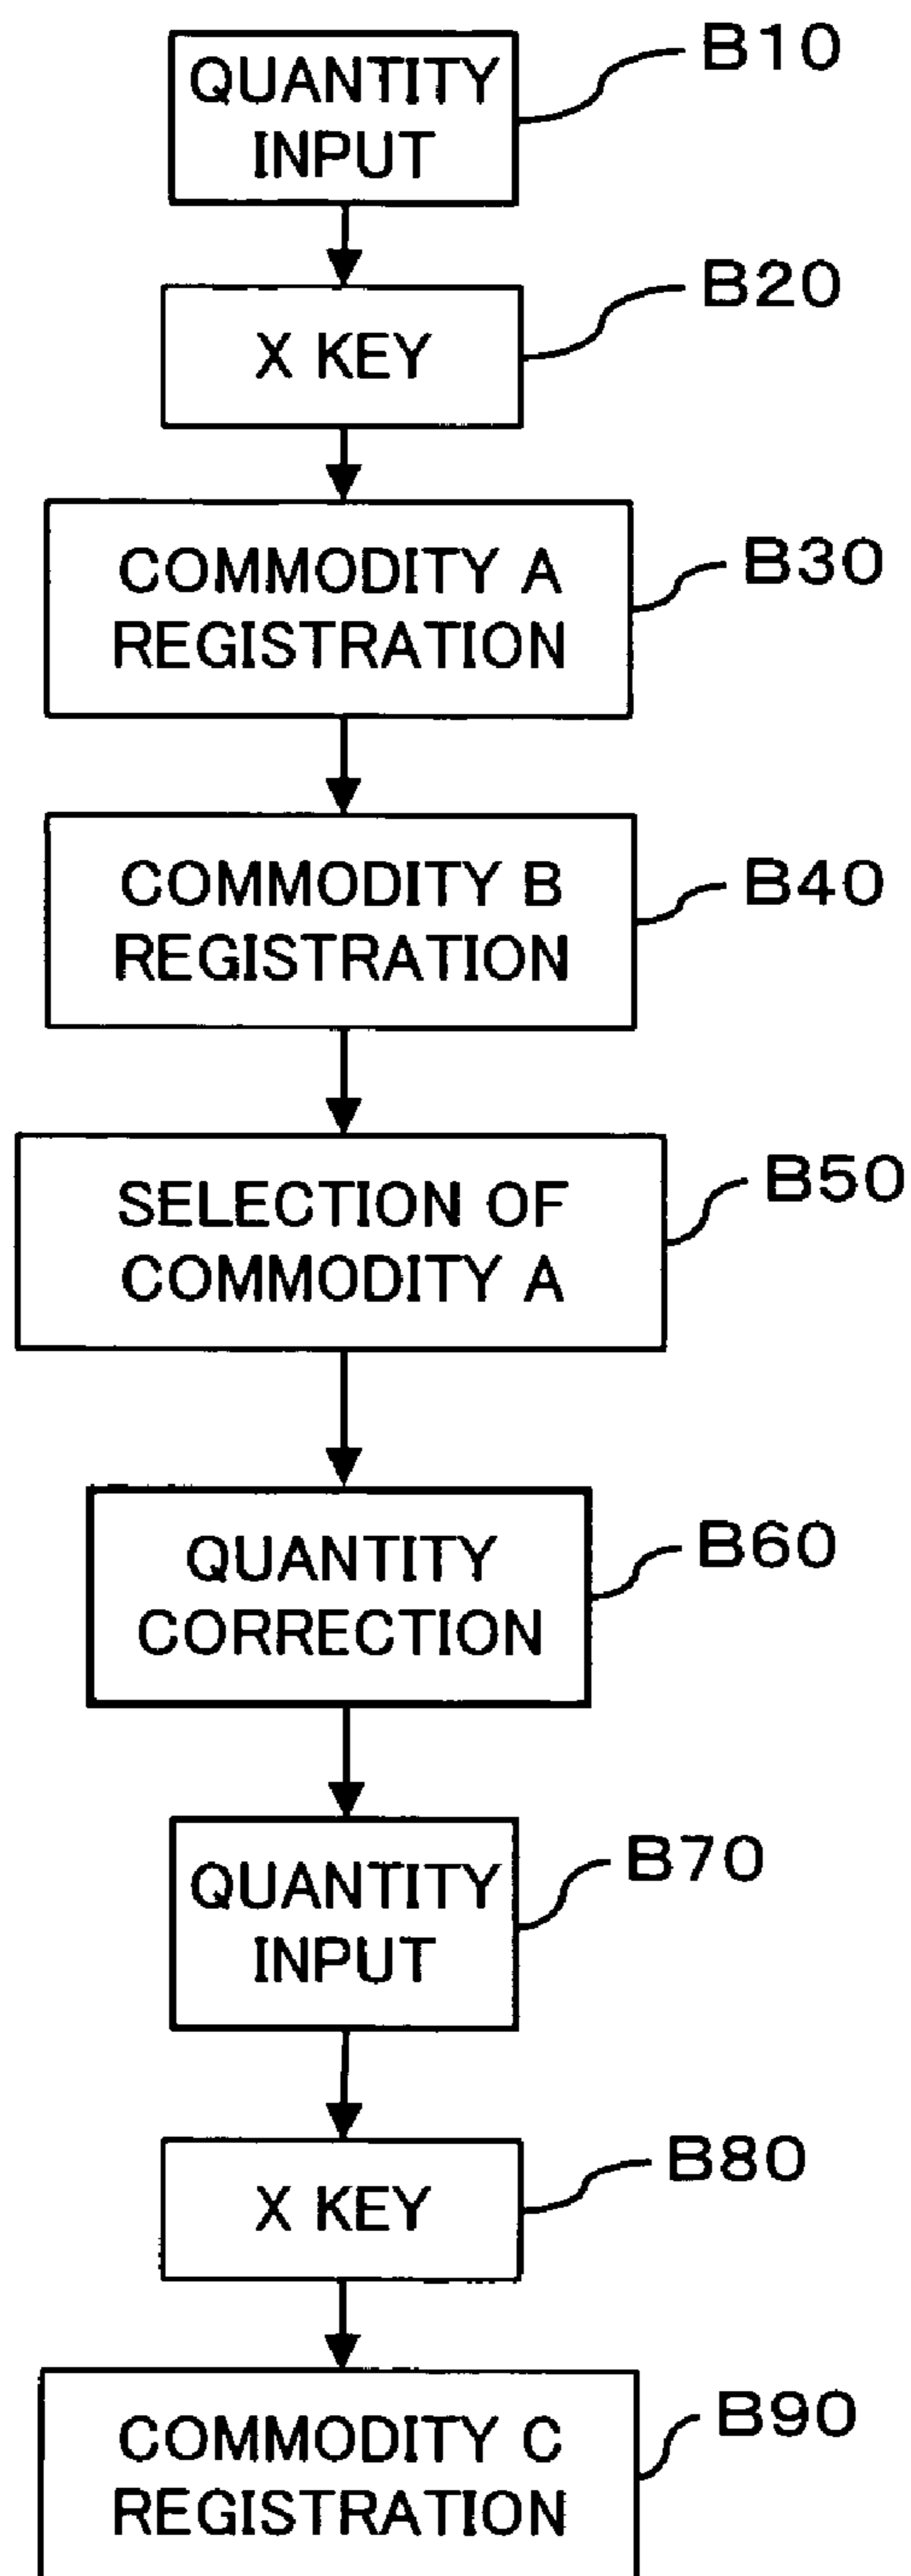 QUANTITY
INPUT
B10
X KEY
B20
COMMODITY A
REGISTRATION
B30
COMMODITY B
REGISTRATION
B40
SELECTION OF
COMMODITY A
B50
QUANTITY
CORRECTION
B60
QUANTITY
INPUT
B70
X KEY
B80
COMMODITY C
REGISTRATION
B90